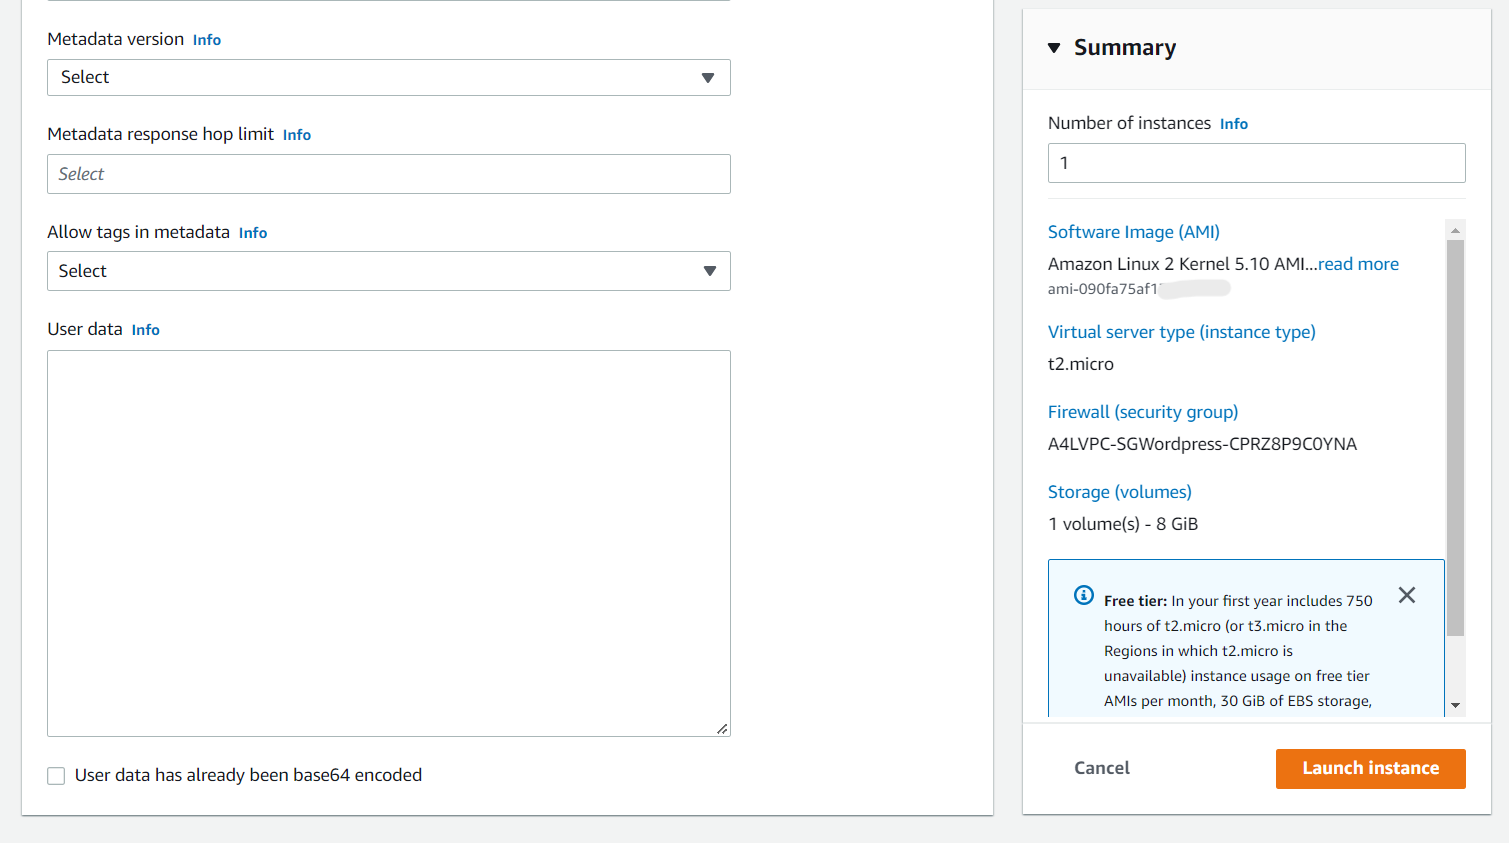 Metadata version Info
Select
Metadata response hop limit Info
Select
Allow tags in metadata Info
Select
User data Info
User data has already been base64 encoded
Summary
Number of instances Info
1
Software Image (AMI)
Amazon Linux 2 Kernel 5.10 AMI...read more
ami-090fa75af1
Virtual server type (instance type)
t2.micro
Firewall (security group)
A4LVPC-SGWordpress-CPRZ8P9C0YNA
Storage (volumes)
1 volume(s) - 8 GiB
Free tier: In your first year includes 750
hours of t2.micro (or t3.micro in the
Regions in which t2.micro is
unavailable) instance usage on free tier
AMIs per month, 30 GiB of EBS storage,
Cancel
Launch instance